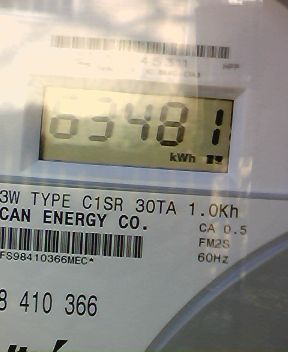 63481
kWh
3W TYPE C1SR 30TA 1.0Kh
CAN ENERGY CO.
CA 0.5
FM2S
FS98410366MEC*
60Hz
8 410 366